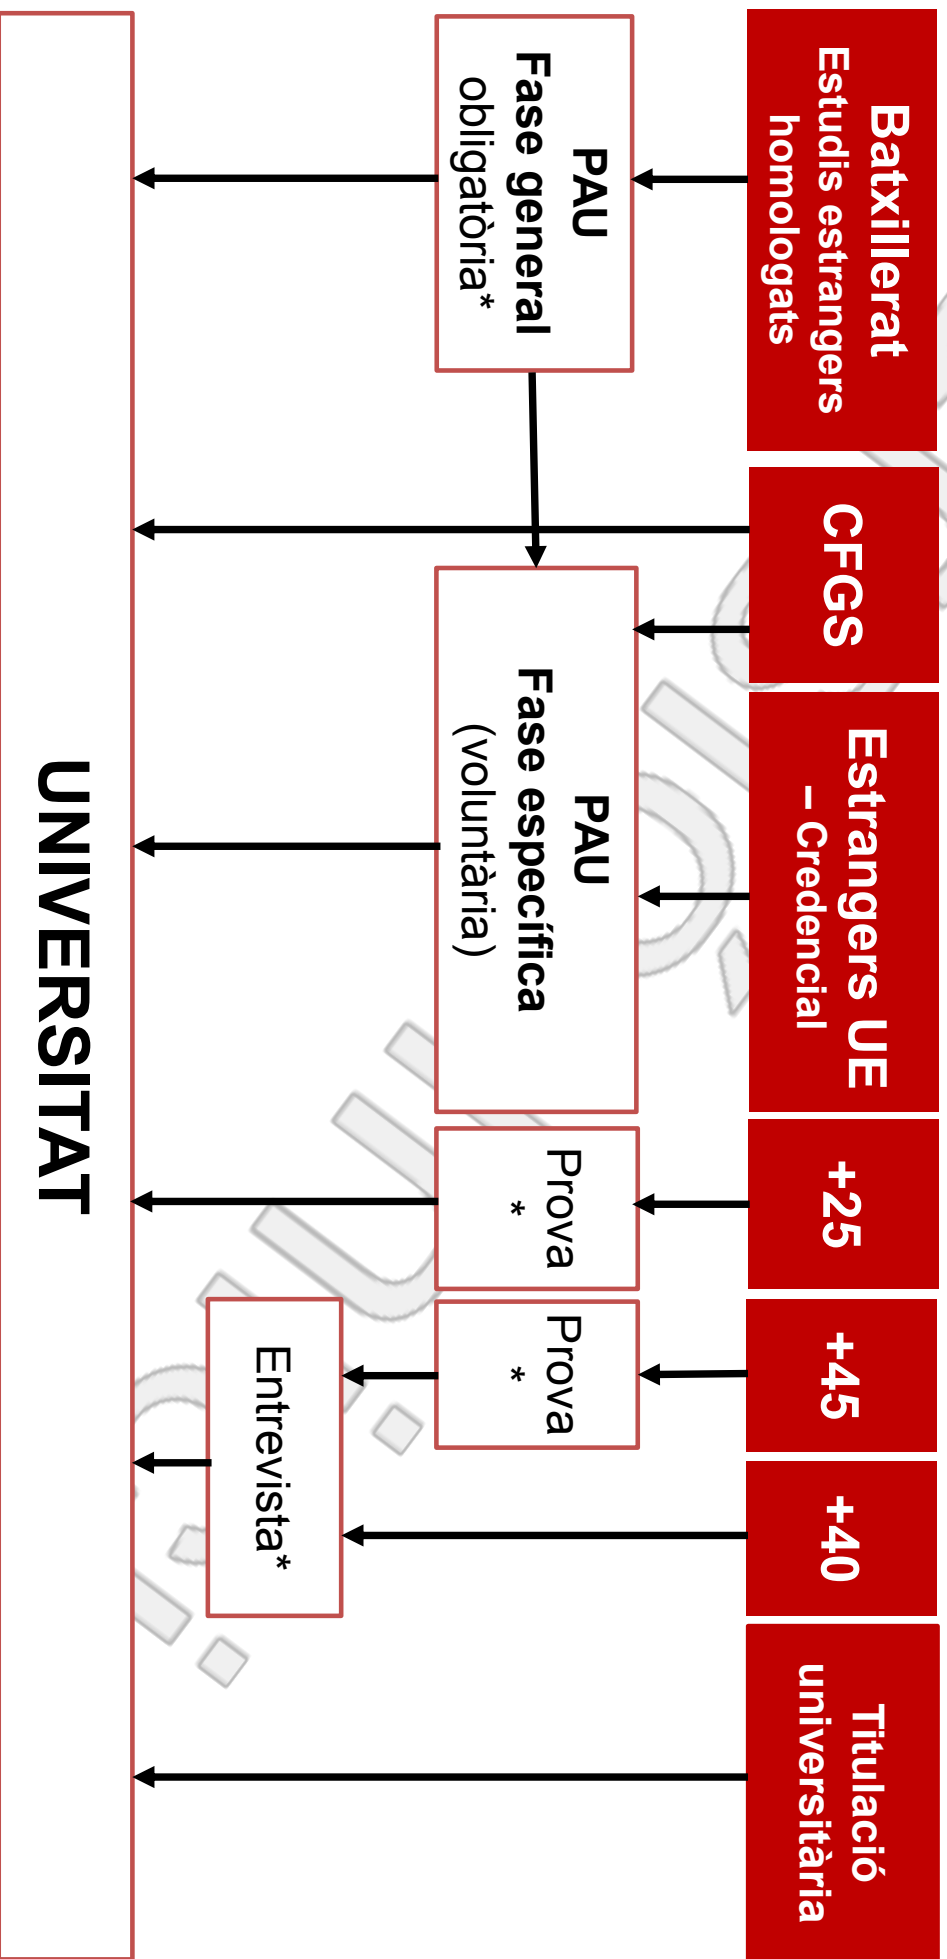 Batxillerat
Estudis estrangers
homologats
CFGS
Estrangers UE
– Credencial
+25
+45
+40
Titulació
universitària
PAU
Fase general
obligatòria*
PAU
Fase específica
(voluntària)
Prova
*
Prova
*
Entrevista*
UNIVERSITAT